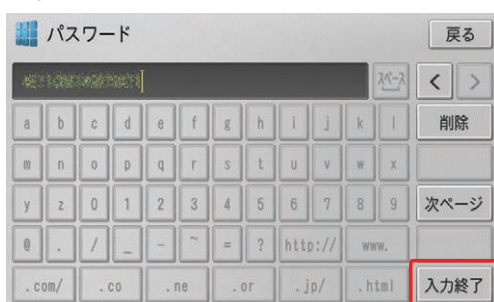 パスワード 戻る
スペース < >
a b c d e f g h i j k l 削除
m n o p q r s t u v w x
y z 0 1 2 3 4 5 6 7 8 9 次ページ
@ . / _ - ~ = ? http:// www.
.com/ .co .ne .or .jp/ .html 入力終了